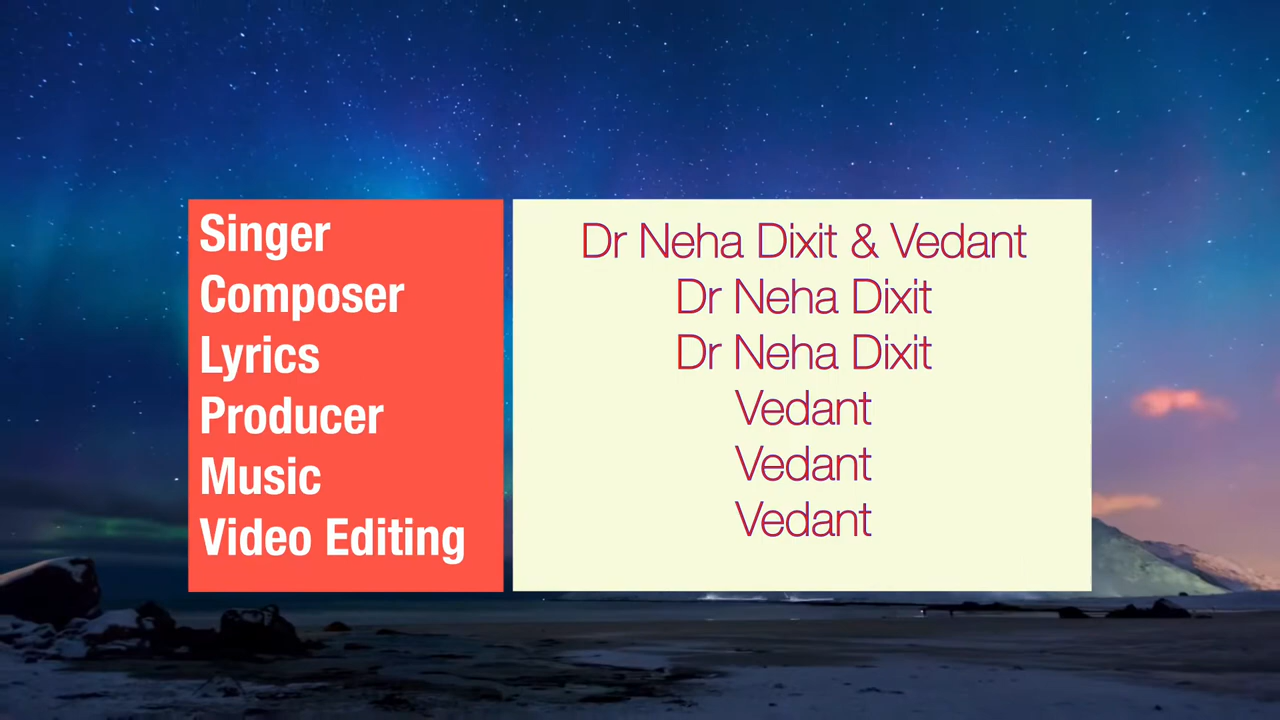 Singer
Composer
Lyrics
Producer
Music
Video Editing
Dr Neha Dixit & Vedant
Dr Neha Dixit
Dr Neha Dixit
Vedant
Vedant
Vedant